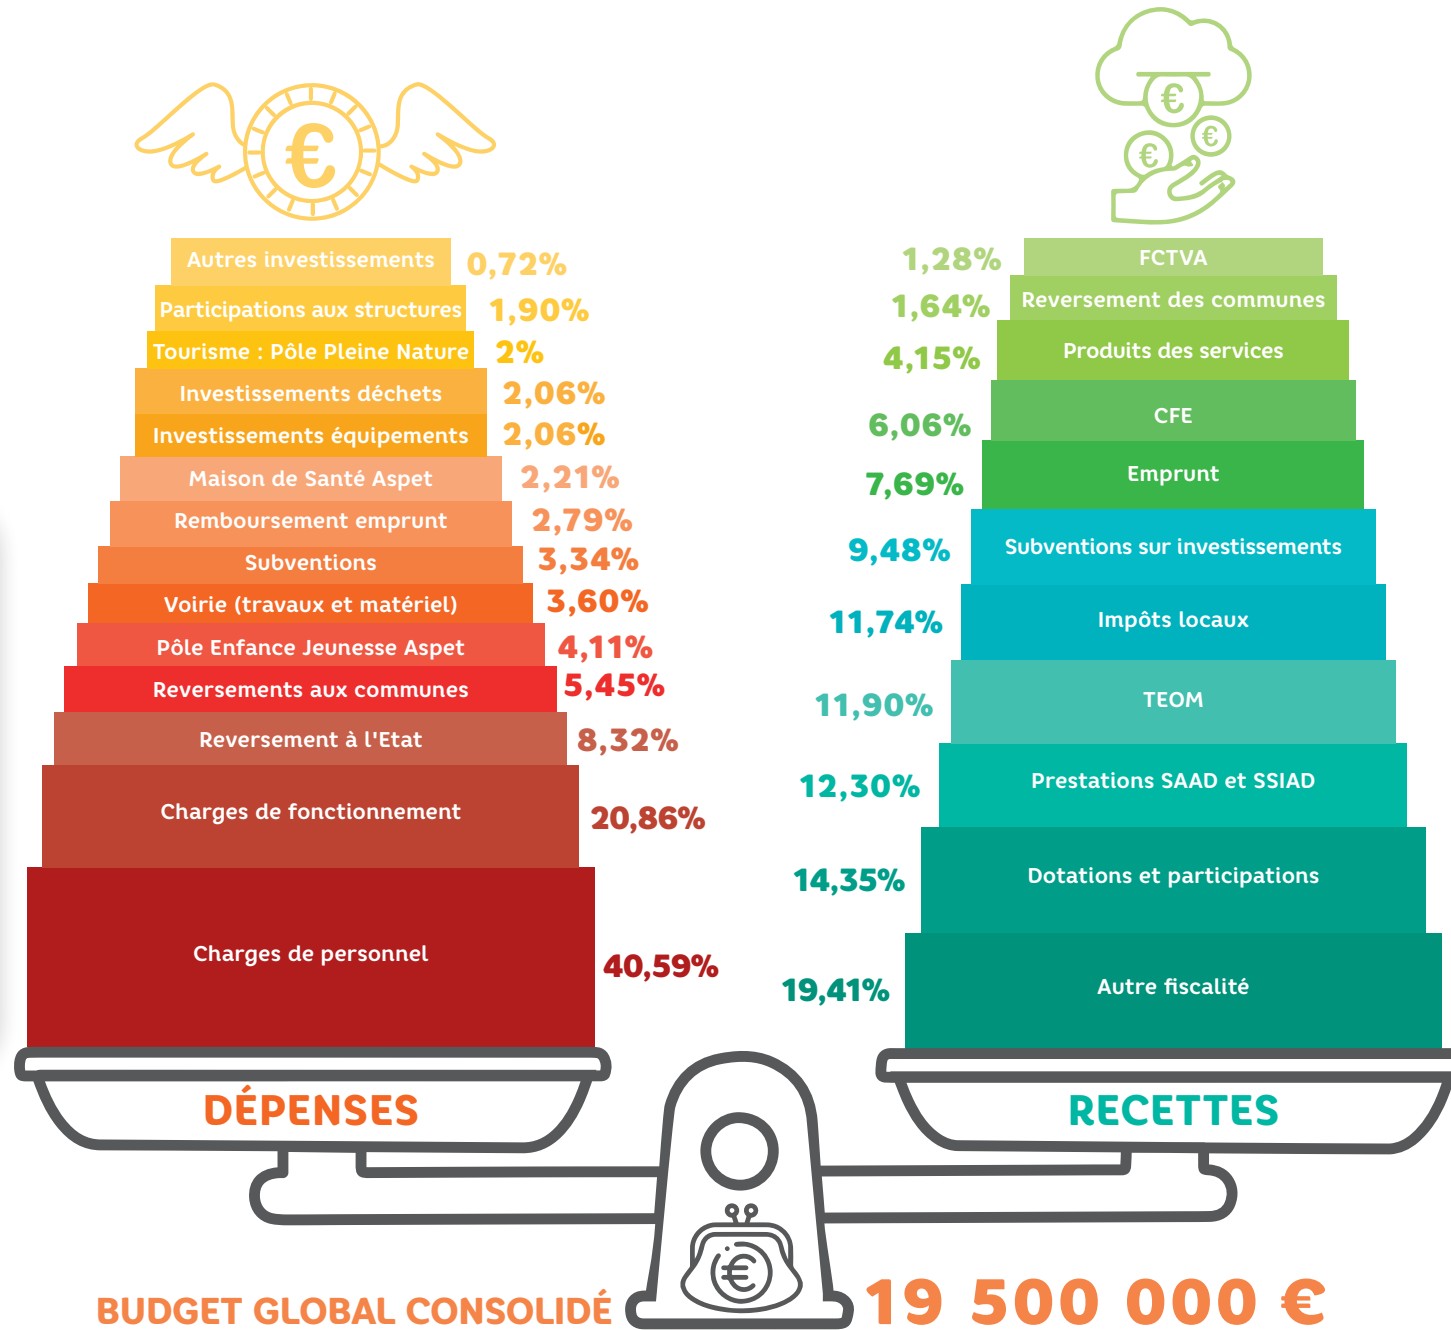 €
Autres investissements 0,72%
Participations aux structures 1,90%
Tourisme : Pôle Pleine Nature 2%
Investissements déchets 2,06%
Investissements équipements 2,06%
Maison de Santé Aspet 2,21%
Remboursement emprunt 2,79%
Subventions 3,34%
Voirie (travaux et matériel) 3,60%
Pôle Enfance Jeunesse Aspet 4,11%
Reversements aux communes 5,45%
Reversement à l'Etat 8,32%
Charges de fonctionnement 20,86%
Charges de personnel 40,59%
DÉPENSES
€
€
€
1,28% FCTVA
1,64% Reversement des communes
4,15% Produits des services
6,06% CFE
7,69% Emprunt
9,48% Subventions sur investissements
11,74% Impôts locaux
11,90% TEOM
12,30% Prestations SAAD et SSIAD
14,35% Dotations et participations
19,41% Autre fiscalité
RECETTES
€
BUDGET GLOBAL CONSOLIDÉ 19 500 000 €